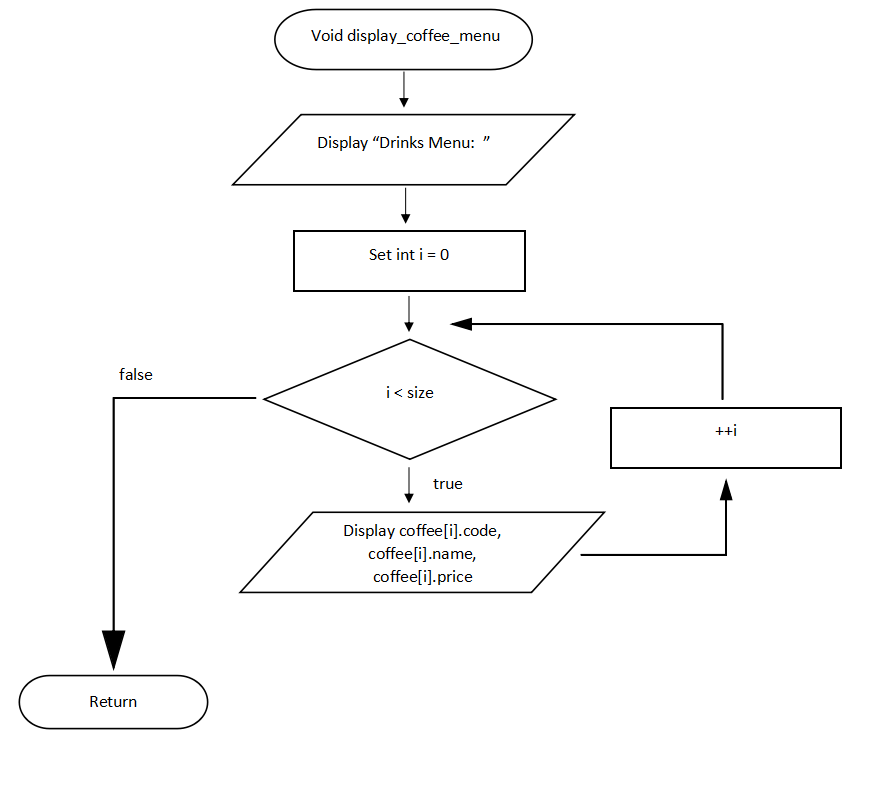 Void display_coffee_menu
Display “Drinks Menu:  ”
Set int i = 0
i < size
false
true
++i
Display coffee[i].code,
coffee[i].name,
coffee[i].price
Return